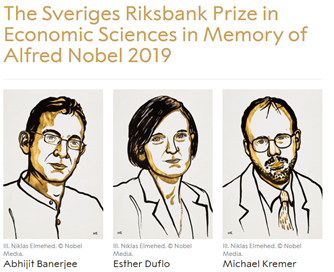 The Sveriges Riksbank Prize in
Economic Sciences in Memory of
Alfred Nobel 2019
Ill. Niklas Elmehed. © Nobel
Media.
Abhijit Banerjee
Ill. Niklas Elmehed. © Nobel
Media.
Esther Duflo
Ill. Niklas Elmehed. © Nobel
Media.
Michael Kremer